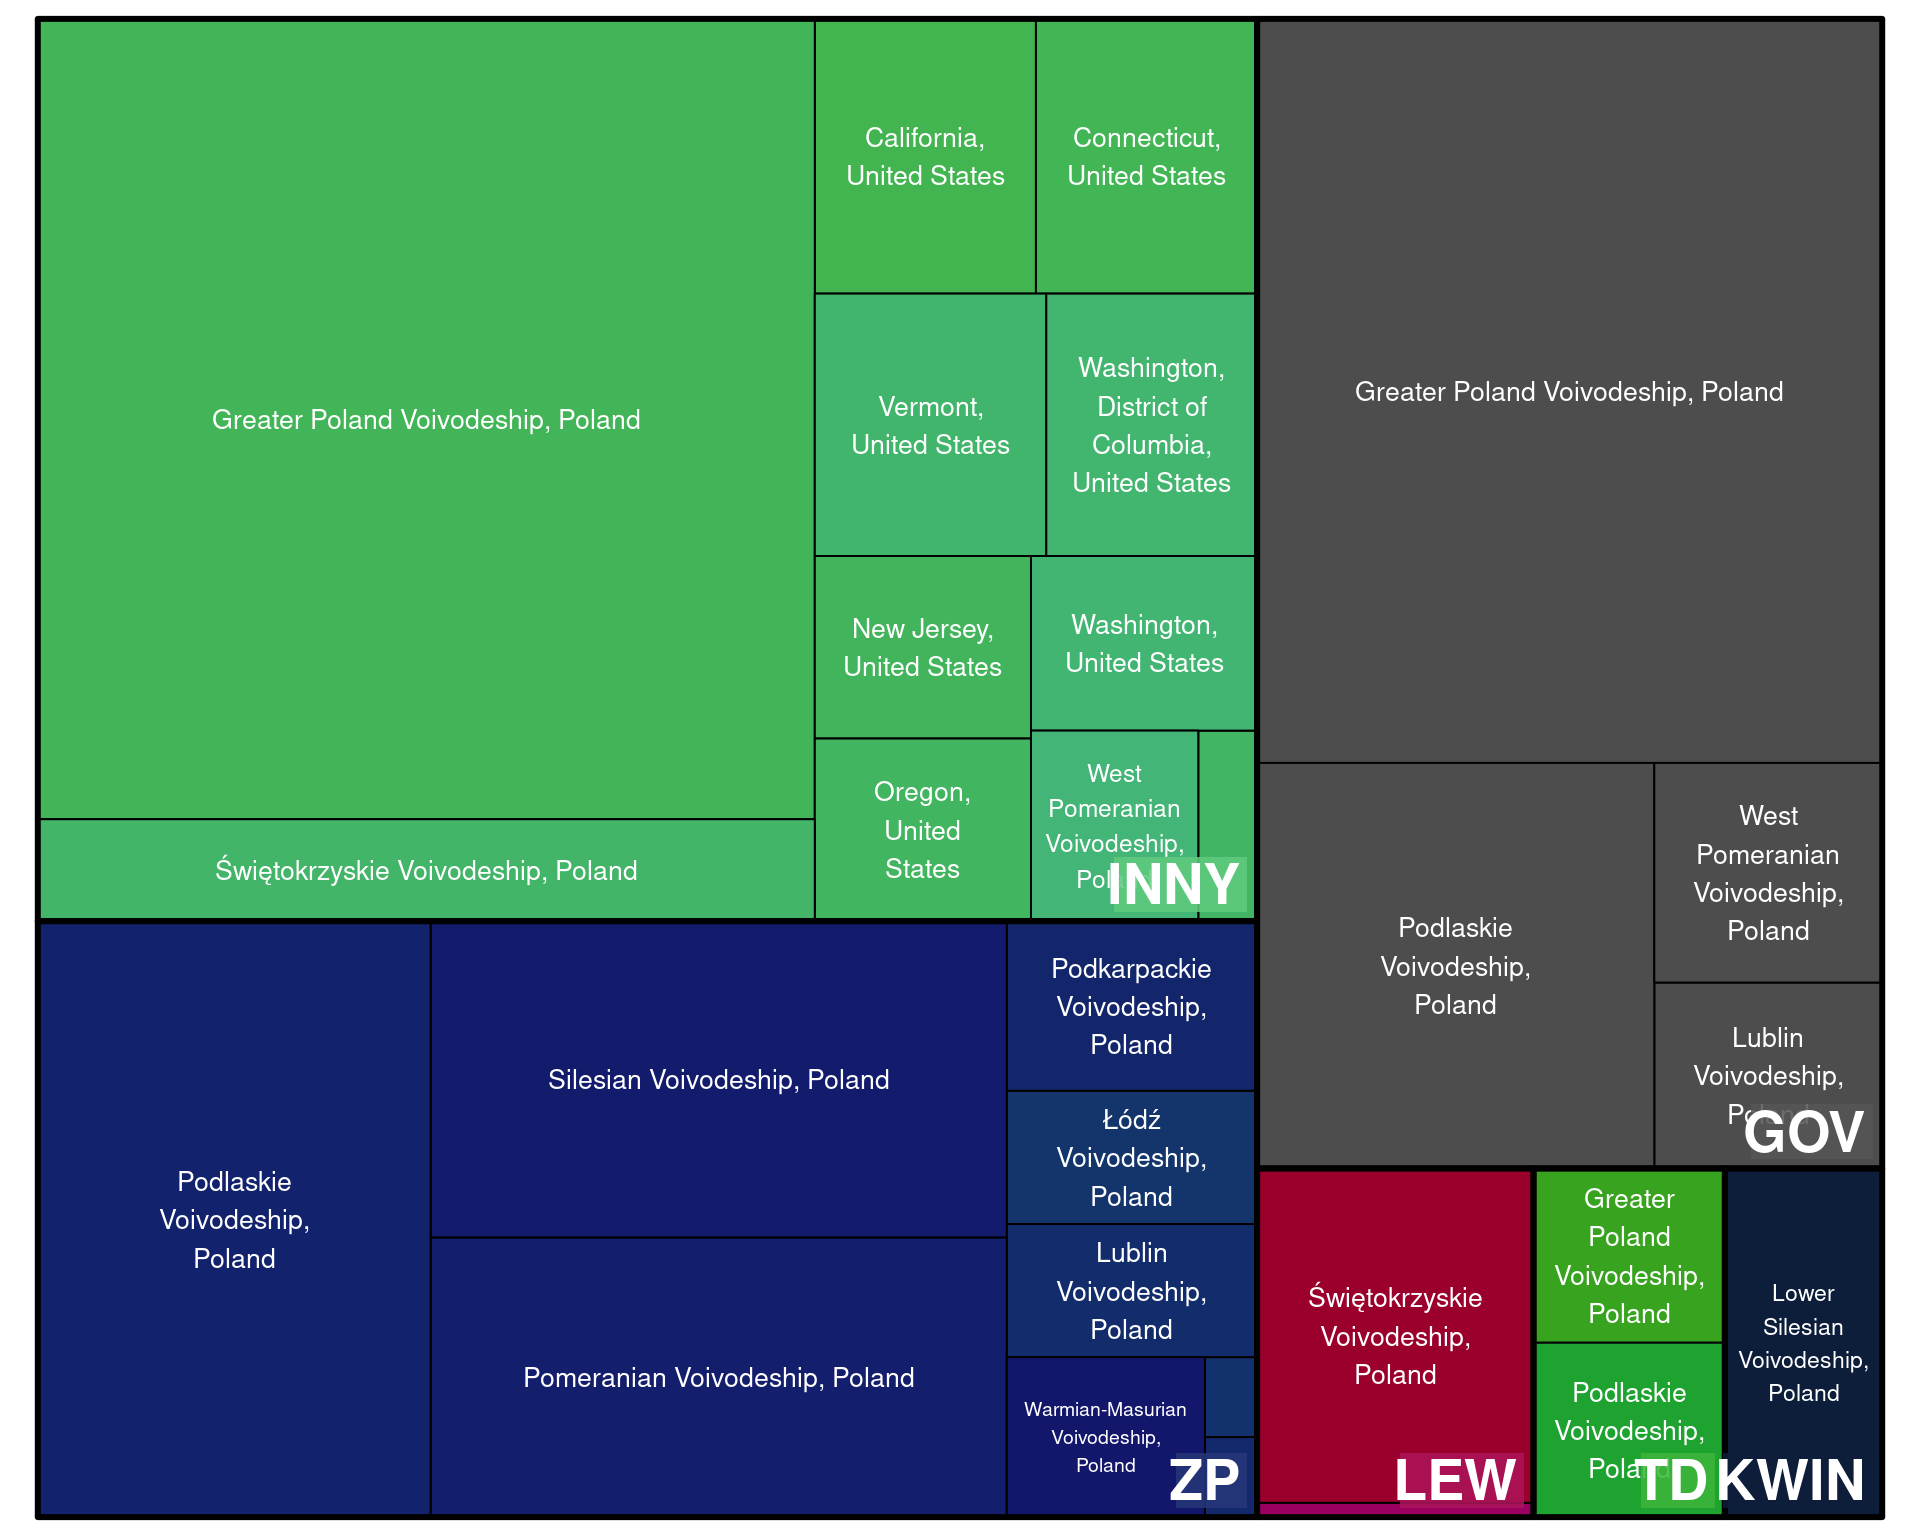 Greater Poland Voivodeship, Poland
Świętokrzyskie Voivodeship, Poland
California,
United States
Connecticut,
United States
Vermont,
United States
Washington,
District of
Columbia,
United States
New Jersey,
United States
Washington,
United States
Oregon,
United
States
West
Pomeranian
Voivodeship,
INNY
Greater Poland Voivodeship, Poland
Podlaskie
Voivodeship,
Poland
West
Pomeranian
Voivodeship,
Poland
Lublin
Voivodeship,
Poland
GOV
Podlaskie
Voivodeship,
Poland
Silesian Voivodeship, Poland
Pomeranian Voivodeship, Poland
Podkarpackie
Voivodeship,
Poland
Łódź
Voivodeship,
Poland
Lublin
Voivodeship,
Poland
Warmian-Masurian
Voivodeship,
Poland
ZP
Świętokrzyskie
Voivodeship,
Poland
LEW
Greater
Poland
Voivodeship,
Poland
Podlaskie
Voivodeship,
Poland
TD
Lower
Silesian
Voivodeship,
Poland
KWIN